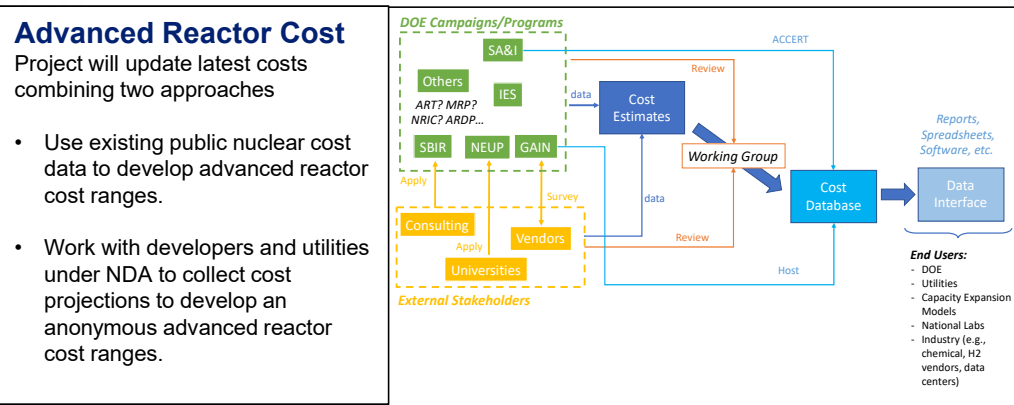 Advanced Reactor Cost
Project will update latest costs
combining two approaches
• Use existing public nuclear cost
data to develop advanced reactor
cost ranges.
• Work with developers and utilities
under NDA to collect cost
projections to develop an
anonymous advanced reactor
cost ranges.
DOE Campaigns/Programs
SA&I
Others
IES
ART? MRP?
NRIC? ARDP...
SBIR
NEUP
GAIN
Apply
Survey
Consulting
Vendors
Apply
Universities
External Stakeholders
data
Cost
Estimates
data
ACCERT
Review
Working Group
Review
Host
Cost
Database
Reports,
Spreadsheets,
Software, etc.
Data
Interface
End Users:
- DOE
- Utilities
- Capacity Expansion
Models
- National Labs
- Industry (e.g.,
chemical, H2
vendors, data
centers)